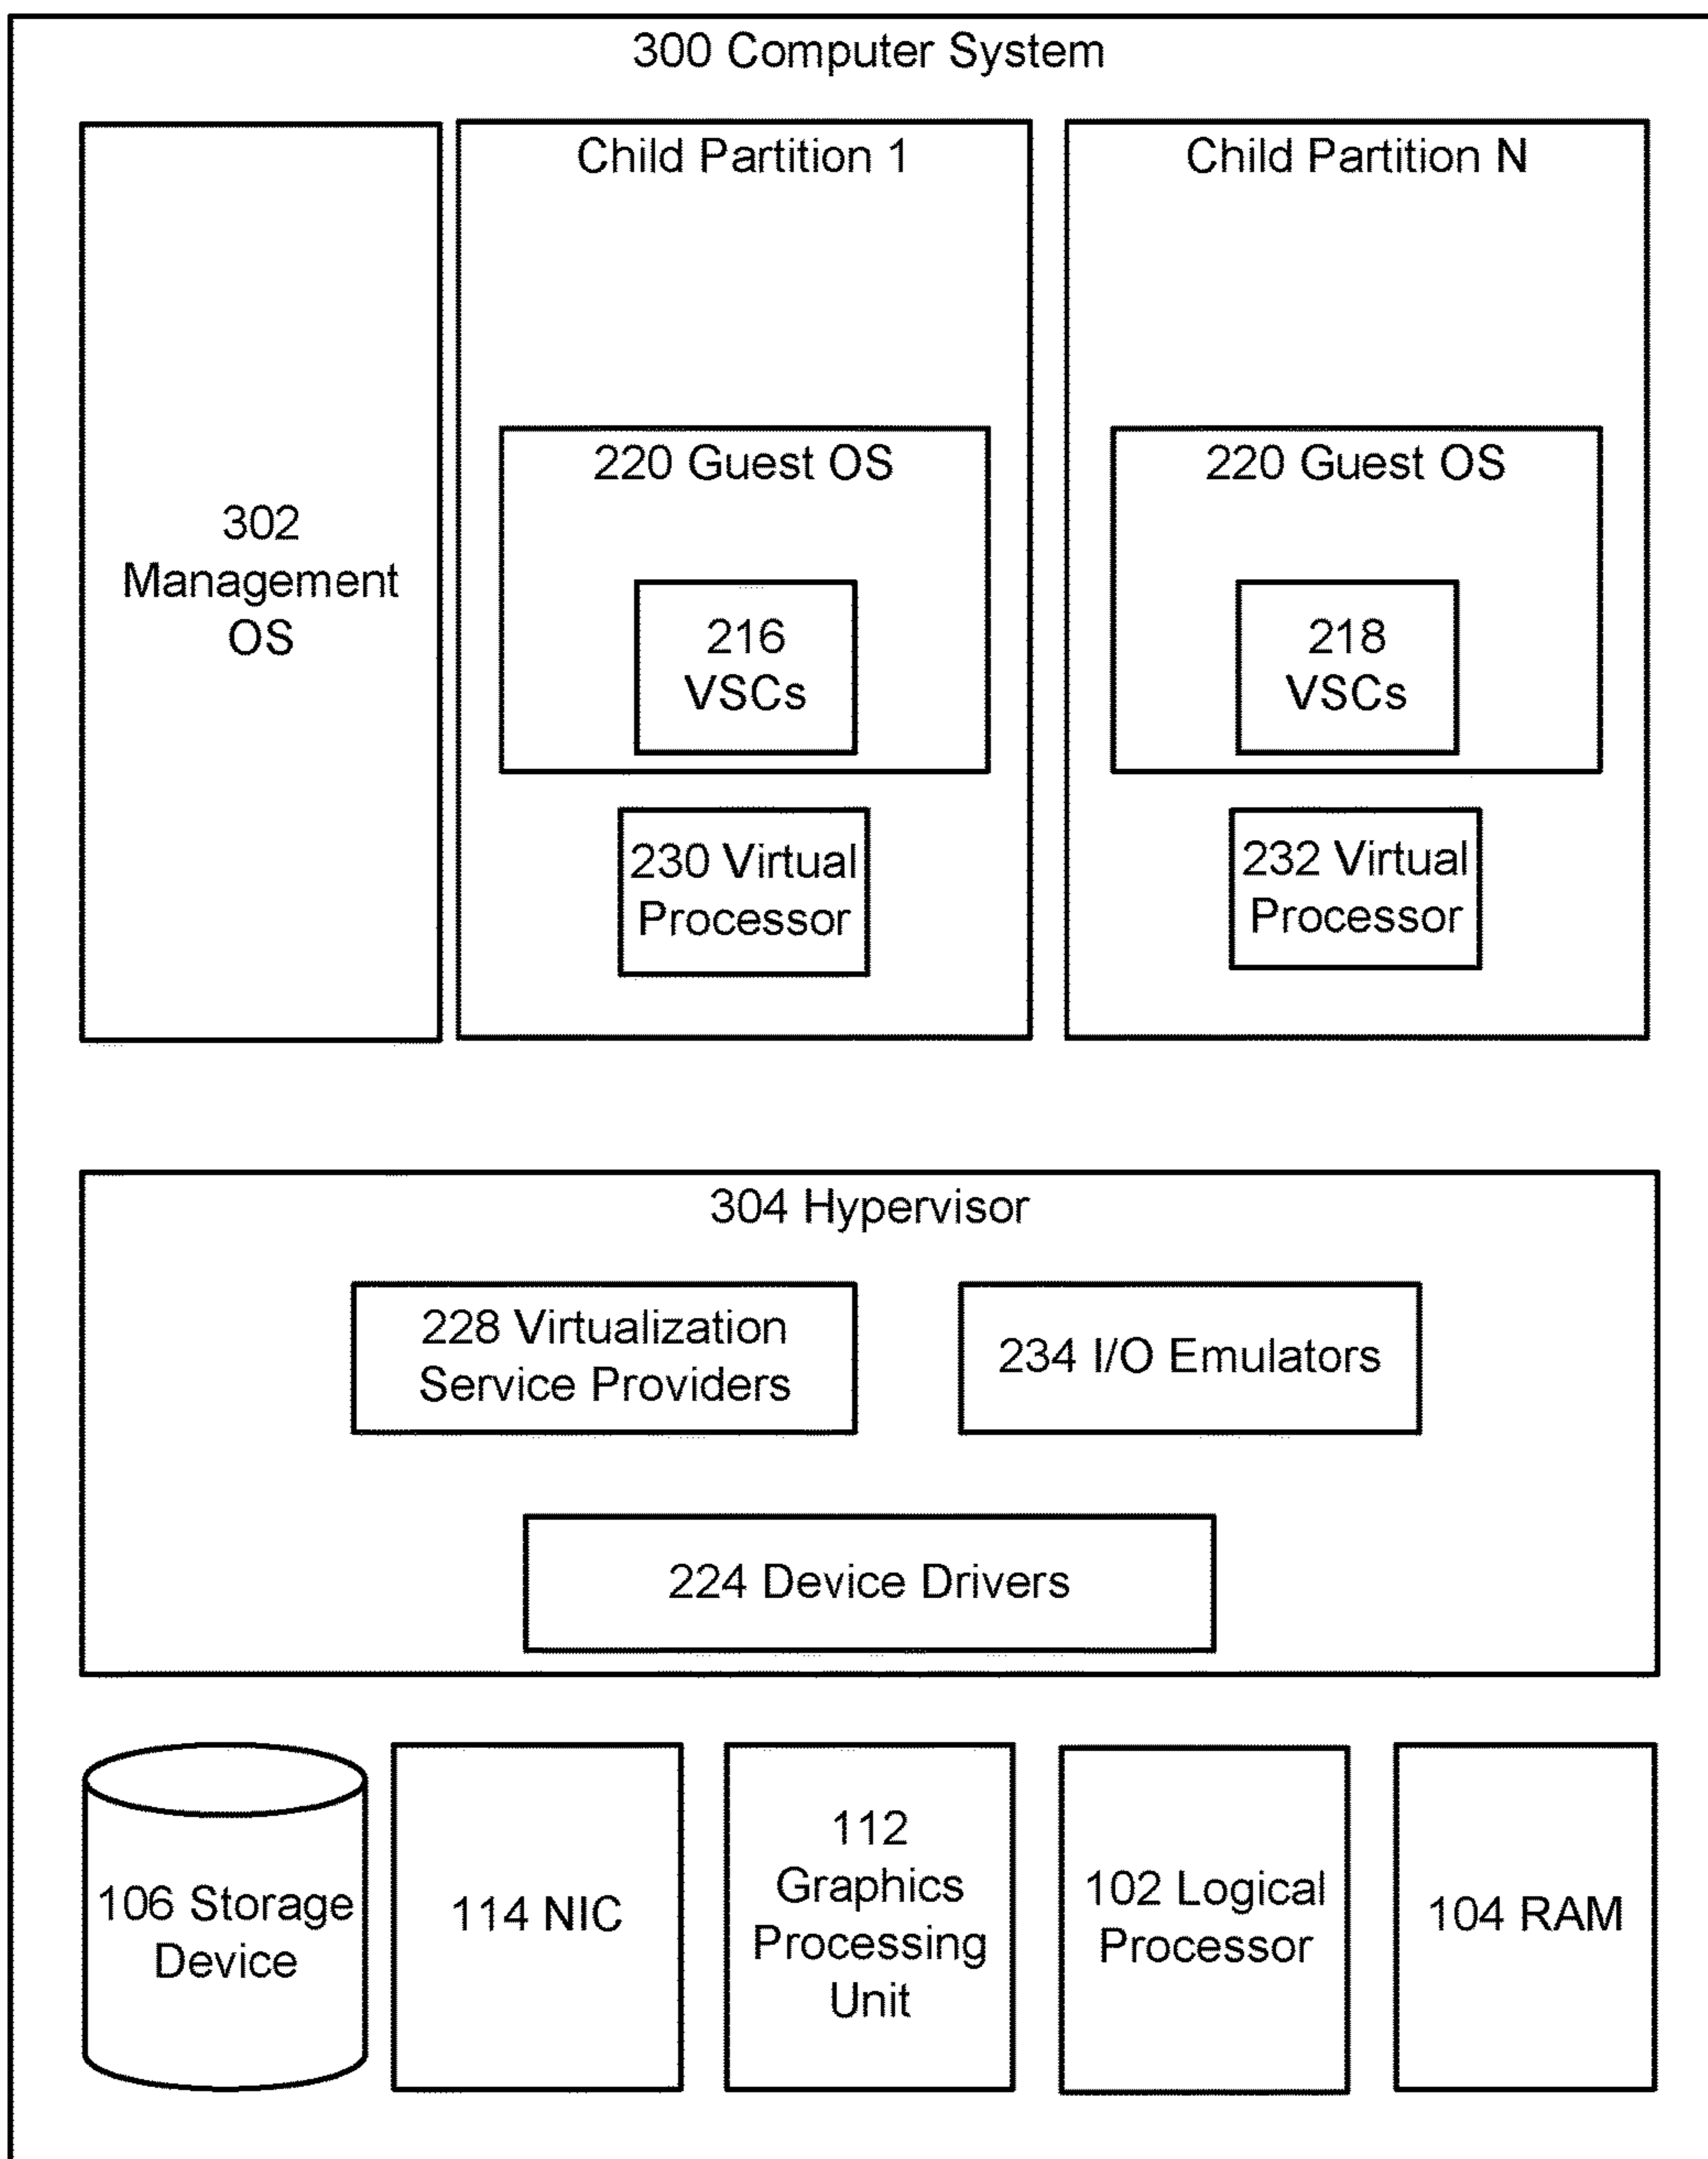 300 Computer System
Child Partition 1
Child Partition N
220 Guest OS
220 Guest OS
302
Management
OS
216
VSCs
218
VSCs
230 Virtual
Processor
232 Virtual
Processor
304 Hypervisor
228 Virtualization
Service Providers
234 I/O Emulators
224 Device Drivers
106 Storage
Device
114 NIC
112
Graphics
Processing
Unit
102 Logical
Processor
104 RAM